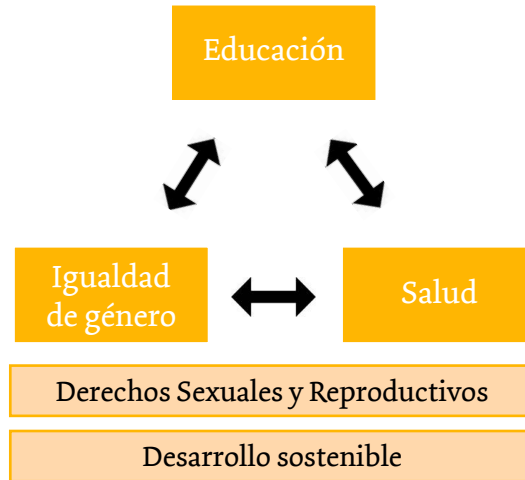 Educación
Igualdad
de género
Salud
Derechos Sexuales y Reproductivos
Desarrollo sostenible